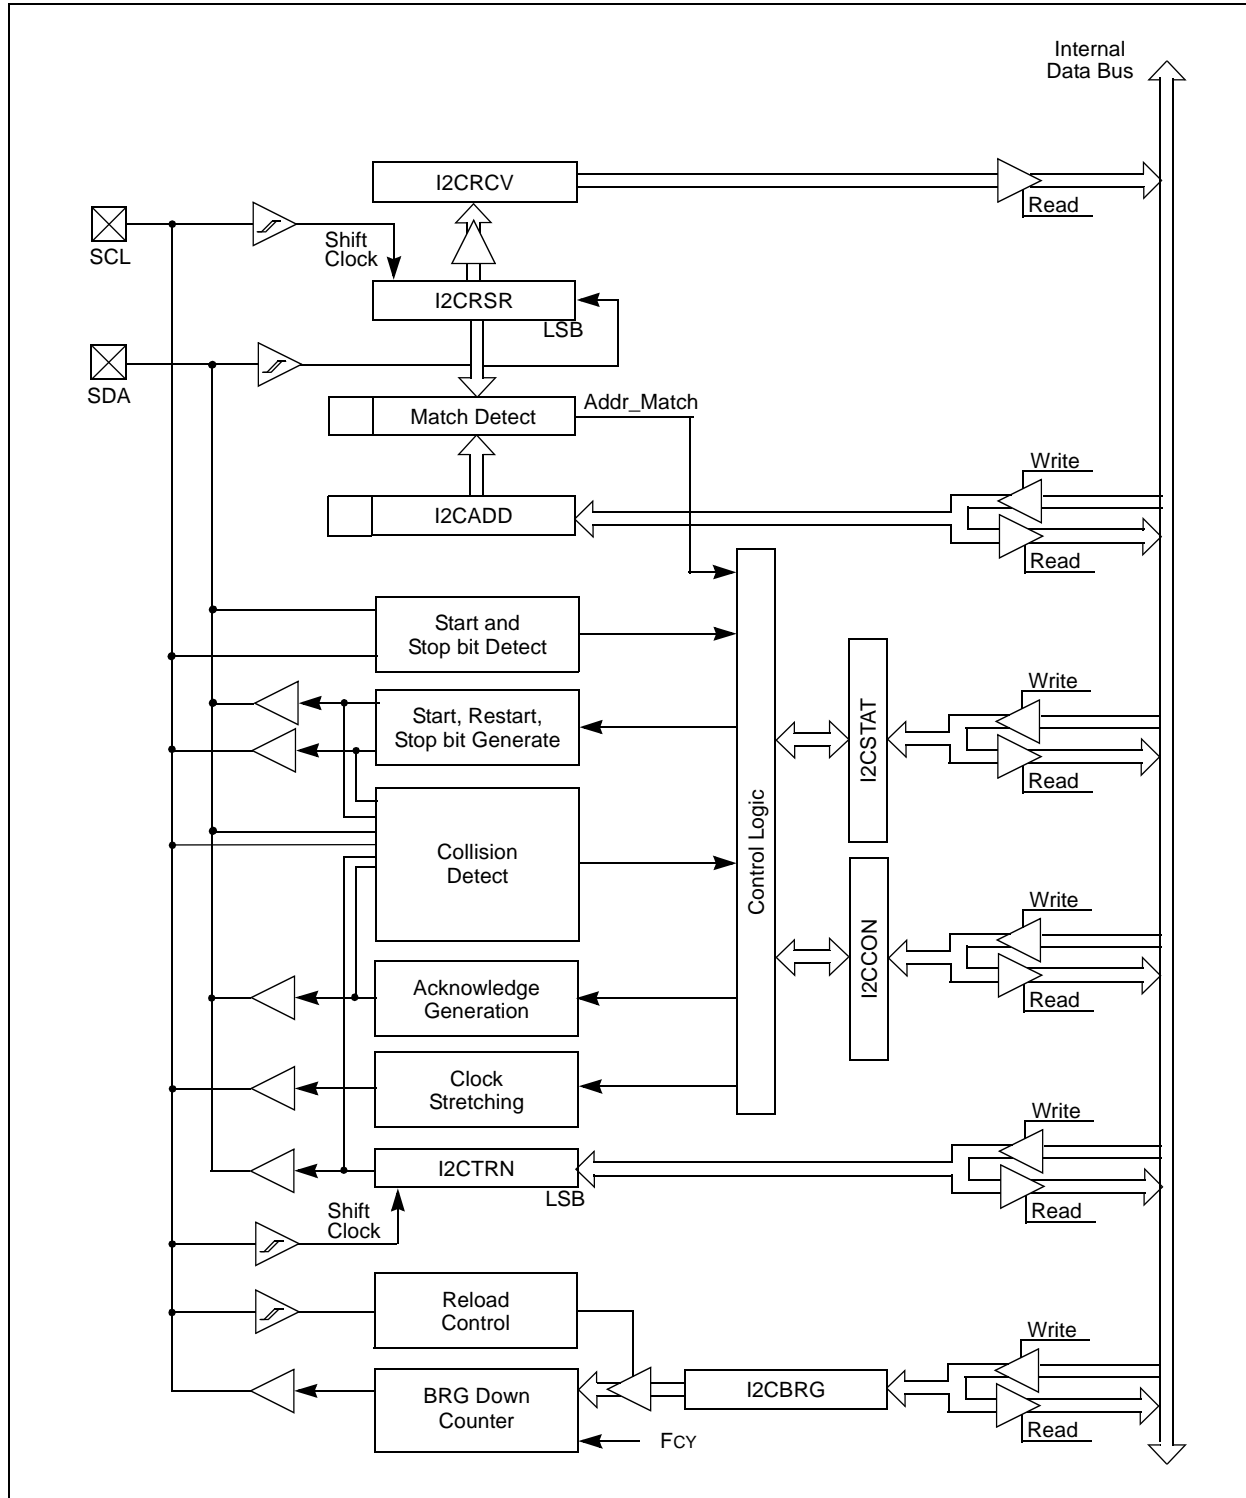 Internal
Data Bus
I2CRCV
Read
SCL
Shift
Clock
I2CRSR
LSB
SDA
Match Detect
Addr_Match
Write
I2CADD
Read
Start and
Stop bit Detect
Start, Restart,
Stop bit Generate
Write
I2CSTAT
Read
Control Logic
Collision
Detect
Write
I2CCON
Read
Acknowledge
Generation
Clock
Stretching
Write
I2CTRN
LSB
Read
Shift
Clock
Reload
Control
Write
I2CBRG
BRG Down
Counter
Read
FCY